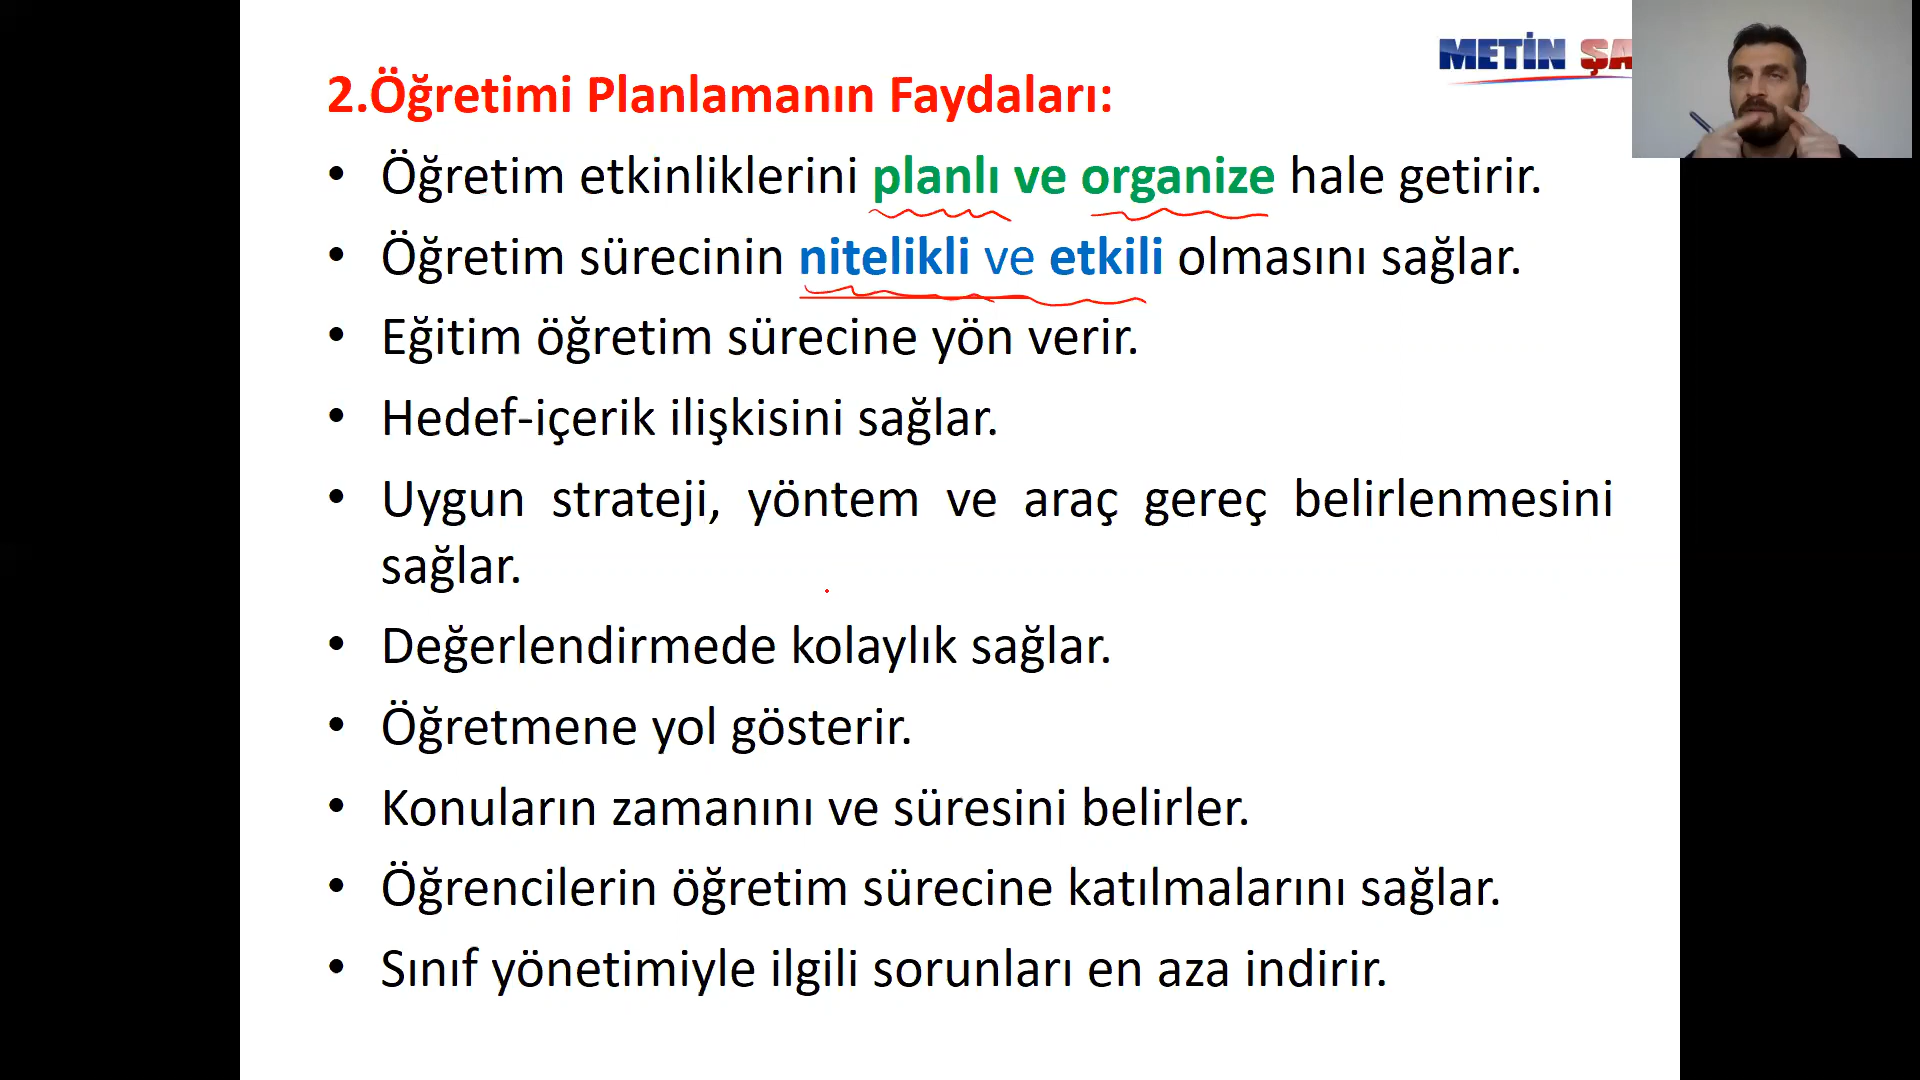 METİN ŞA
2.Öğretimi Planlamanın Faydaları:
• Öğretim etkinliklerini planlı ve organize hale getirir.
• Öğretim sürecinin nitelikli ve etkili olmasını sağlar.
• Eğitim öğretim sürecine yön verir.
• Hedef-içerik ilişkisini sağlar.
• Uygun strateji, yöntem ve araç gereç belirlenmesini
sağlar.
• Değerlendirmede kolaylık sağlar.
• Öğretmene yol gösterir.
• Konuların zamanını ve süresini belirler.
• Öğrencilerin öğretim sürecine katılmalarını sağlar.
• Sınıf yönetimiyle ilgili sorunları en aza indirir.